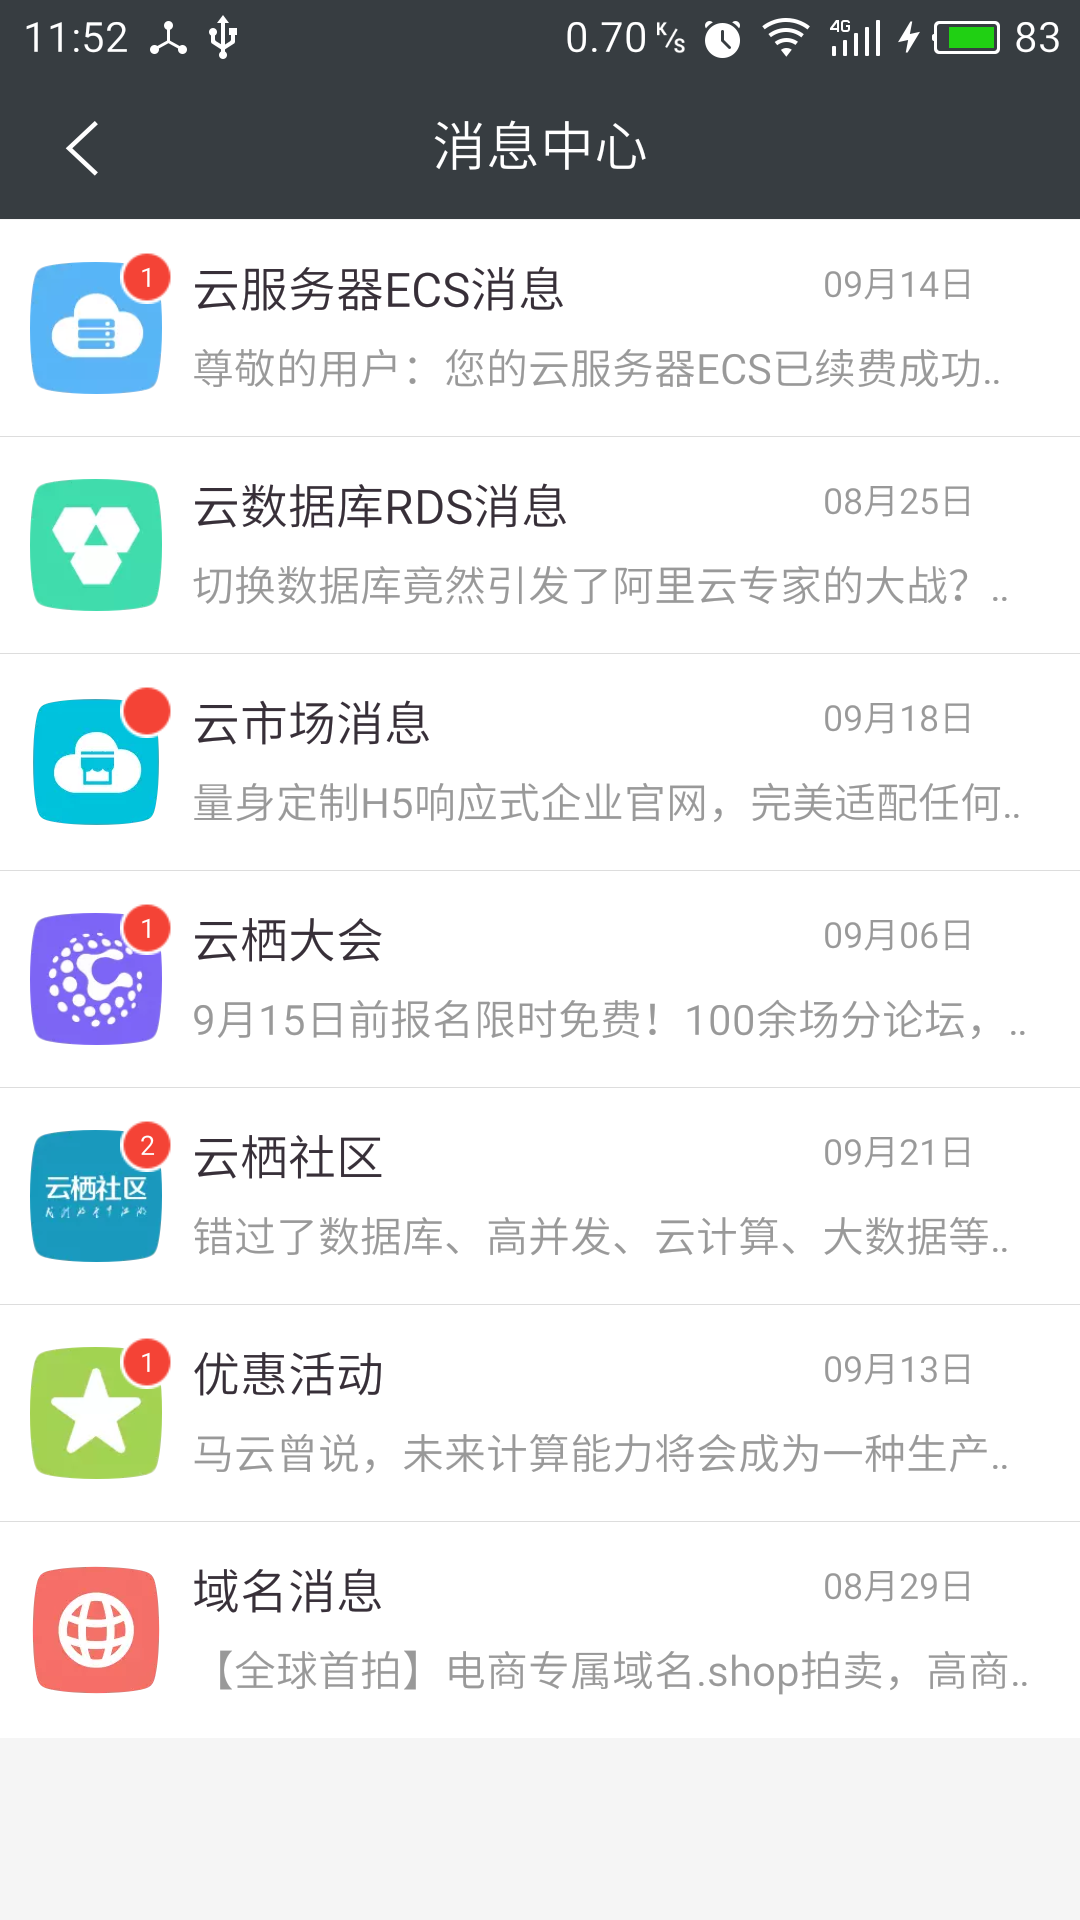 11:52 0.70 K/S 4G 83
消息中心
1
云服务器ECS消息 09月14日
尊敬的用户：您的云服务器ECS已续费成功..
云数据库RDS消息 08月25日
切换数据库竟然引发了阿里云专家的大战？..
云市场消息 09月18日
量身定制H5响应式企业官网，完美适配任何..
1
云栖大会 09月06日
9月15日前报名限时免费！100余场分论坛，..
2
云栖社区 09月21日
云栖社区
错过了数据库、高并发、云计算、大数据等..
1
优惠活动 09月13日
马云曾说，未来计算能力将会成为一种生产..
域名消息 08月29日
【全球首拍】电商专属域名.shop拍卖，高商..